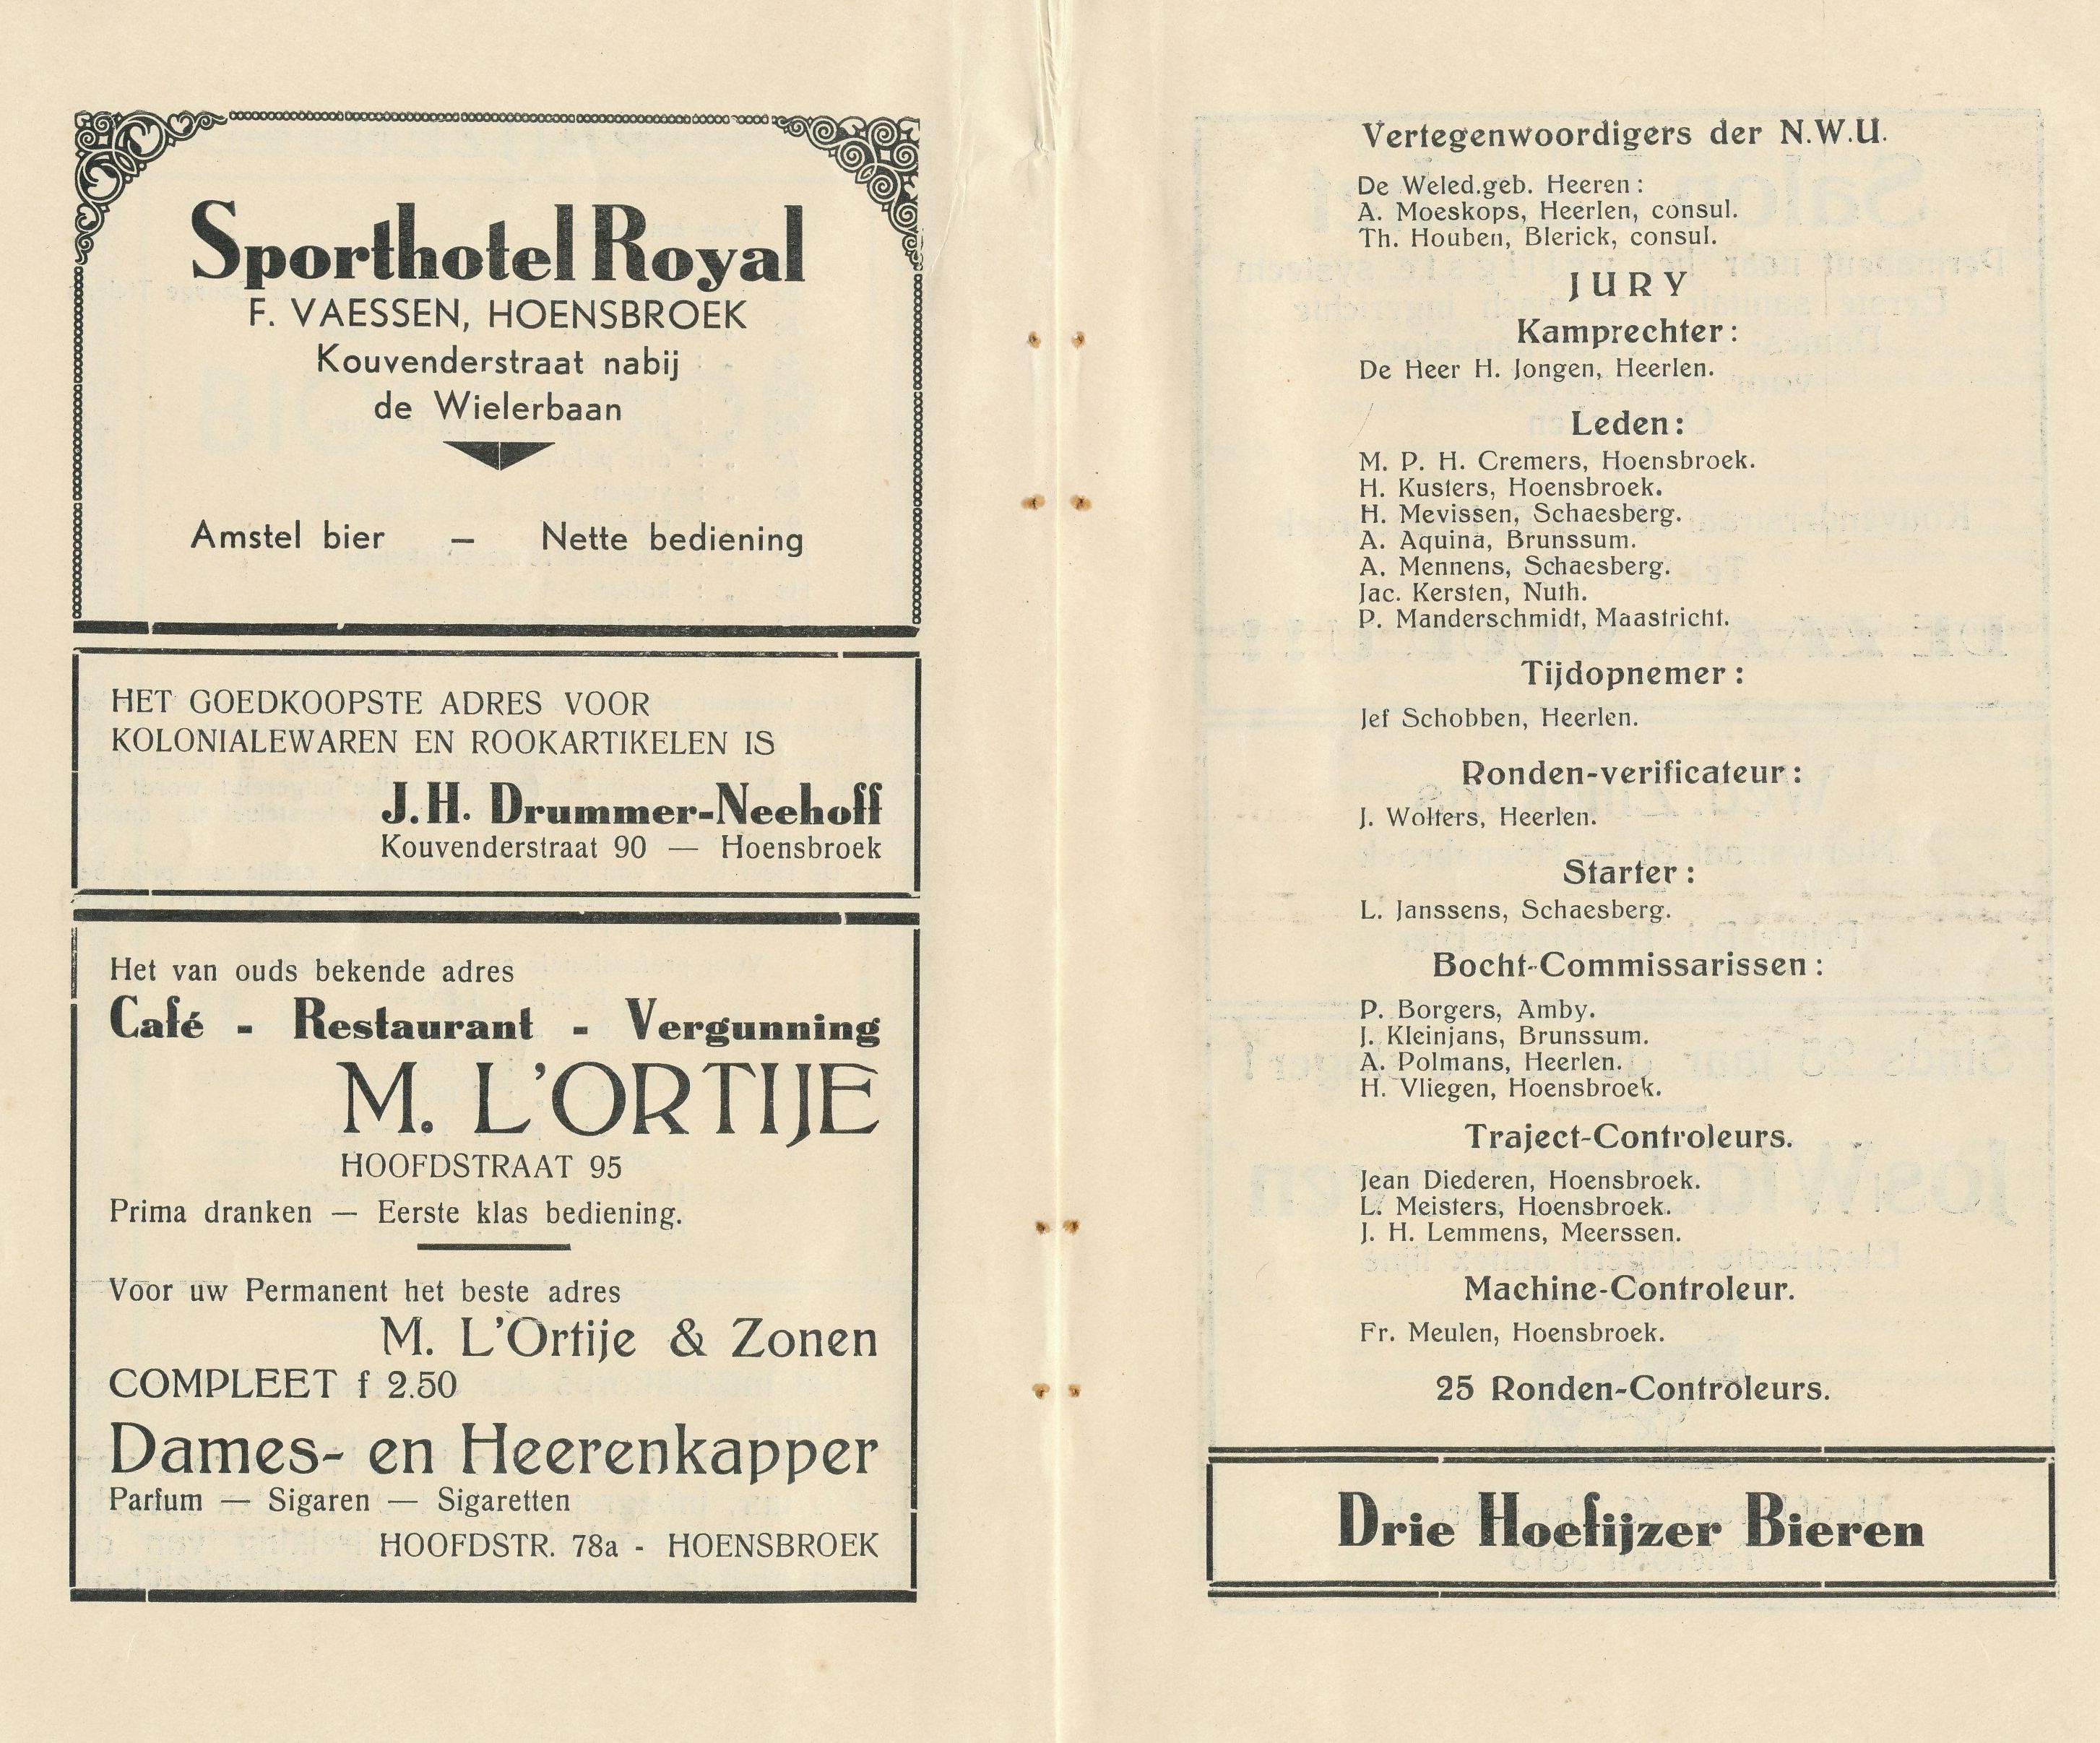 Sporthotel Royal
F. VAESSEN, HOENSBROEK
Kouvenderstraat nabij
de Wielerbaan
Amstel bier — Nette bediening
HET GOEDKOOPSTE ADRES VOOR
KOLONIALEWAREN EN ROOKARTIKELEN IS
J.H. Drummer-Neehoff
Kouvenderstraat 90 — Hoensbroek
Het van ouds bekende adres
Café - Restaurant - Vergunning
M. L'ORTIJE
HOOFDSTRAAT 95
Prima dranken — Eerste klas bediening.
Voor uw Permanent het beste adres
M. L'Ortije & Zonen
COMPLEET f 2.50
Dames- en Heerenkapper
Parfum — Sigaren — Sigaretten
HOOFDSTR. 78a - HOENSBROEK
Vertegenwoordigers der N.W.U.
De Weled.geb. Heeren :
A. Moeskops, Heerlen, consul.
Th. Houben, Blerick, consul.
JURY
Kamprechter :
De Heer H. Jongen, Heerlen.
Leden :
M. P. H. Cremers, Hoensbroek.
H. Kusters, Hoensbroek.
H. Mevissen, Schaesberg.
A. Aquina, Brunssum.
A. Mennens, Schaesberg.
Jac. Kersten, Nuth.
P. Manderschmidt, Maastricht.
Tijdopnemer :
Jef Schobben, Heerlen.
Ronden-verificateur :
J. Wolters, Heerlen.
Starter :
L. Janssens, Schaesberg.
Bocht-Commissarissen :
P. Borgers, Amby.
J. Kleinjans, Brunssum.
A. Polmans, Heerlen.
H. Vliegen, Hoensbroek.
Traject-Controleurs.
Jean Diederen, Hoensbroek.
L. Meisters, Hoensbroek.
J. H. Lemmens, Meerssen.
Machine-Controleur.
Fr. Meulen, Hoensbroek.
25 Ronden-Controleurs.
Drie Hoefijzer Bieren